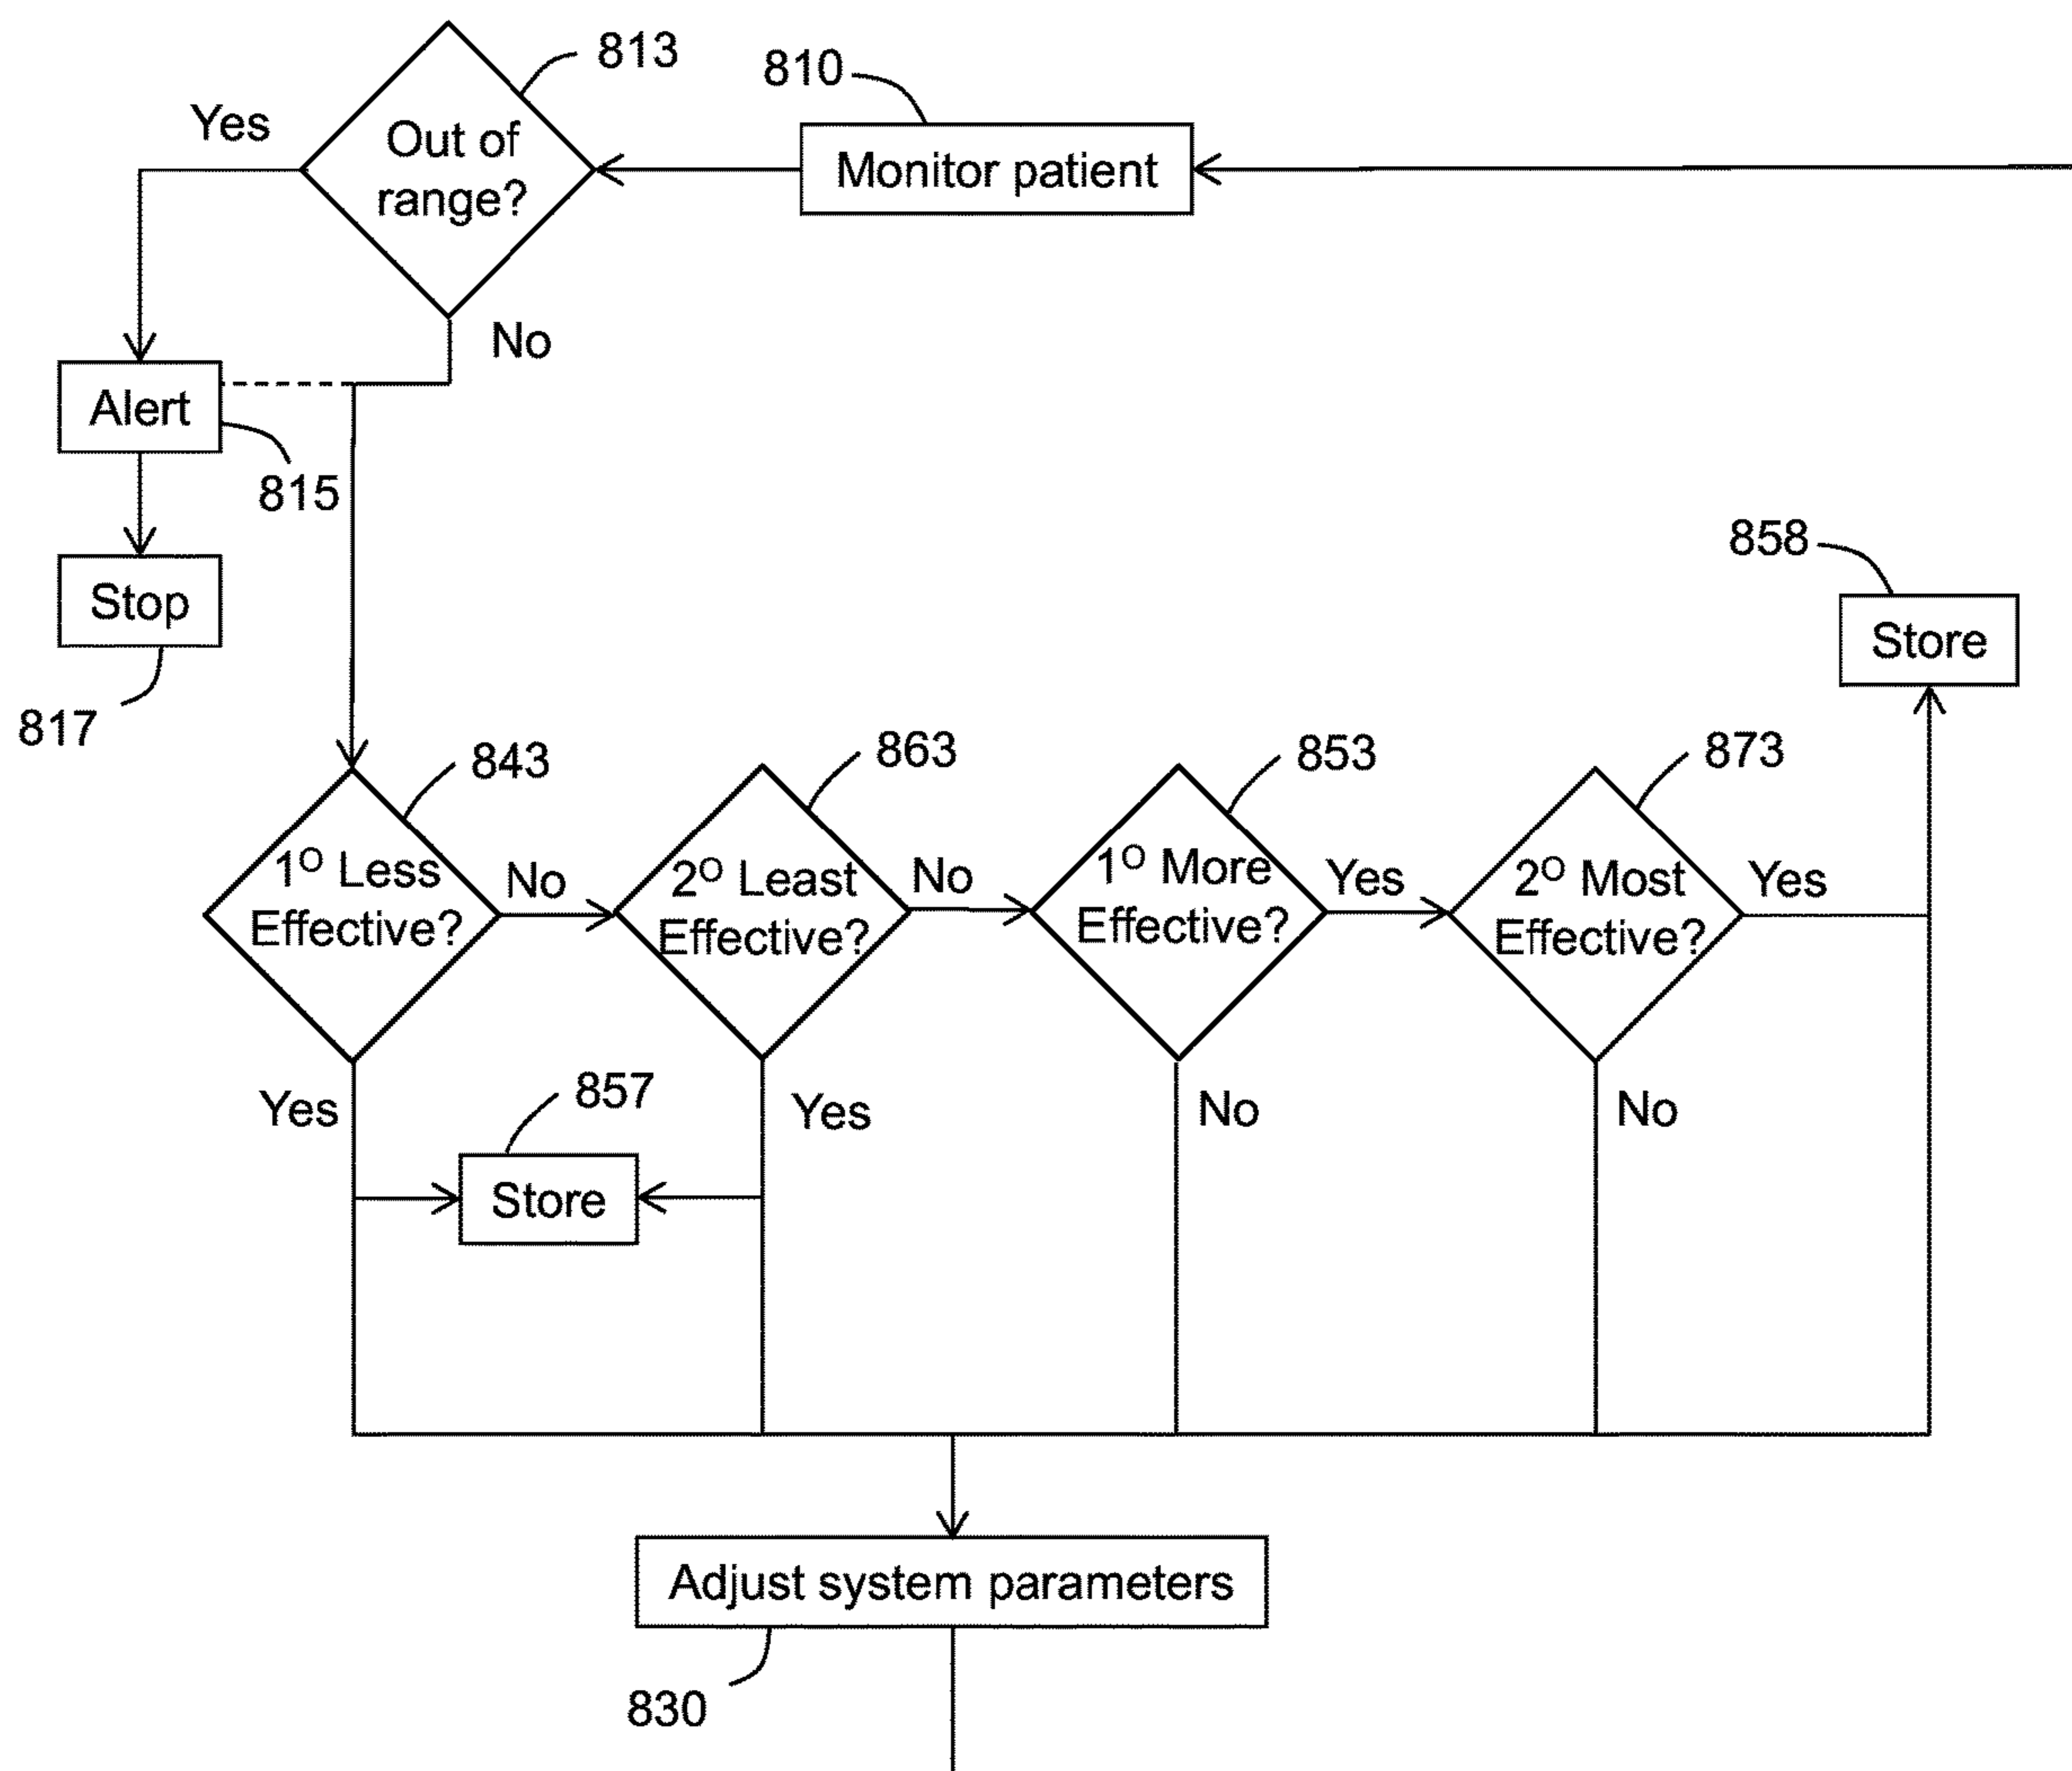 813
810
Yes
Out of
range?
Monitor patient
No
Alert
815
858
Stop
Store
817
843
863
853
873
1O Less
Effective?
No
2O Least
Effective?
No
1O More
Effective?
Yes
2O Most
Effective?
Yes
857
Yes
Yes
No
No
Store
Adjust system parameters
830